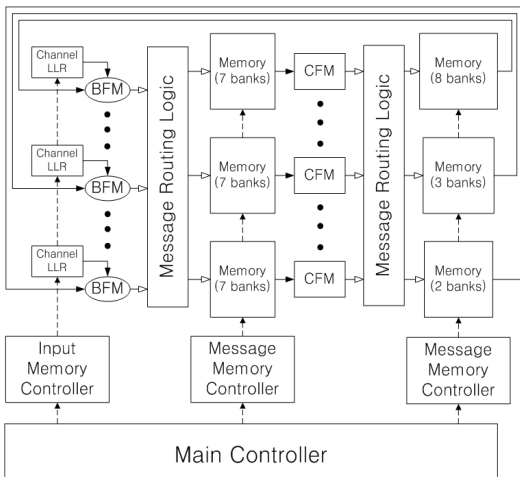 Channel
LLR
BFM
Channel
LLR
BFM
Channel
LLR
BFM
Message Routing Logic
Memory
(7 banks)
Memory
(7 banks)
Memory
(7 banks)
CFM
CFM
CFM
Message Routing Logic
Memory
(8 banks)
Memory
(3 banks)
Memory
(2 banks)
Input
Memory
Controller
Message
Memory
Controller
Message
Memory
Controller
Main Controller